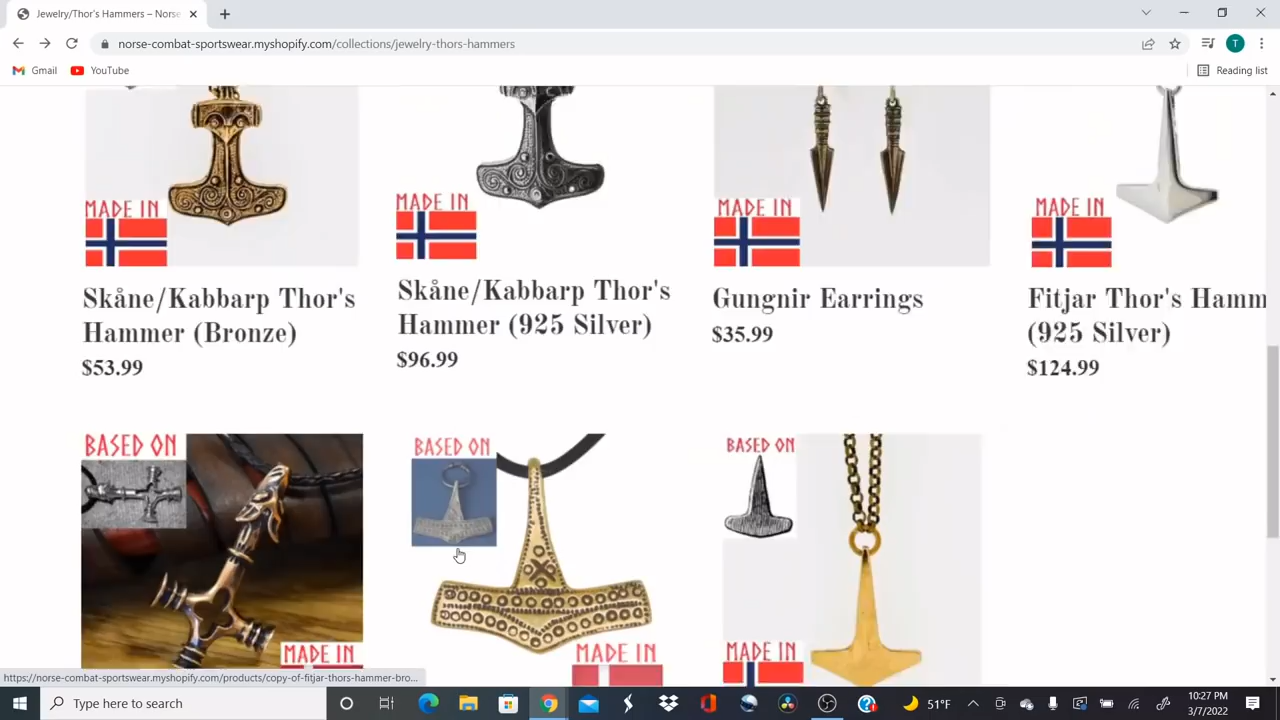 Jewelry/Thor's Hammers – Norse
norse-combat-sportswear.myshopify.com/collections/jewelry-thors-hammers
T
Gmail
YouTube
Reading list
MADE IN
MADE IN
MADE IN
MADE IN
Skåne/Kabbarp Thor's
Hammer (Bronze)
$53.99
Skåne/Kabbarp Thor's
Hammer (925 Silver)
$96.99
Gungnir Earrings
$35.99
Fitjar Thor's Hamm
(925 Silver)
$124.99
BASED ON
MADE IN
BASED ON
MADE IN
BASED ON
MADE IN
https://norse-combat-sportswear.myshopify.com/products/copy-of-fitjar-thors-hammer-bro...
Type here to search
51°F
10:27 PM
3/7/2022